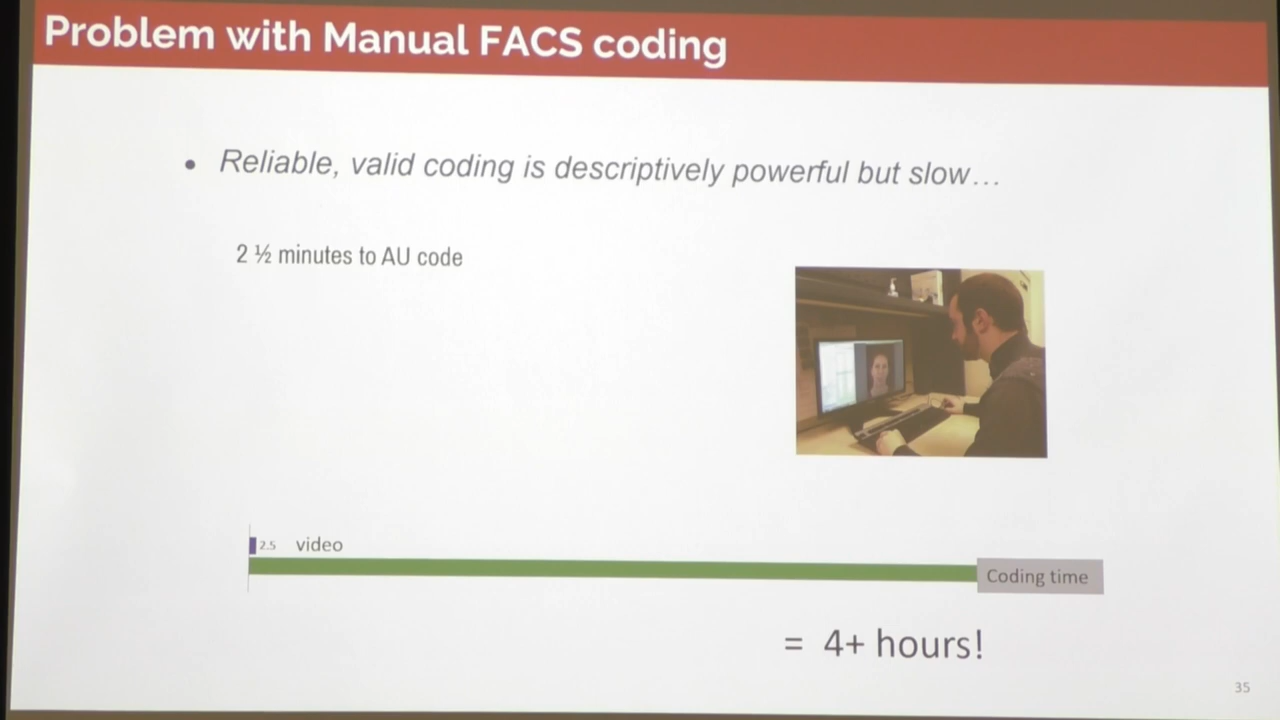 Problem with Manual FACS coding
• Reliable, valid coding is descriptively powerful but slow…
2 ½ minutes to AU code
2.5 video
Coding time
= 4+ hours!
35